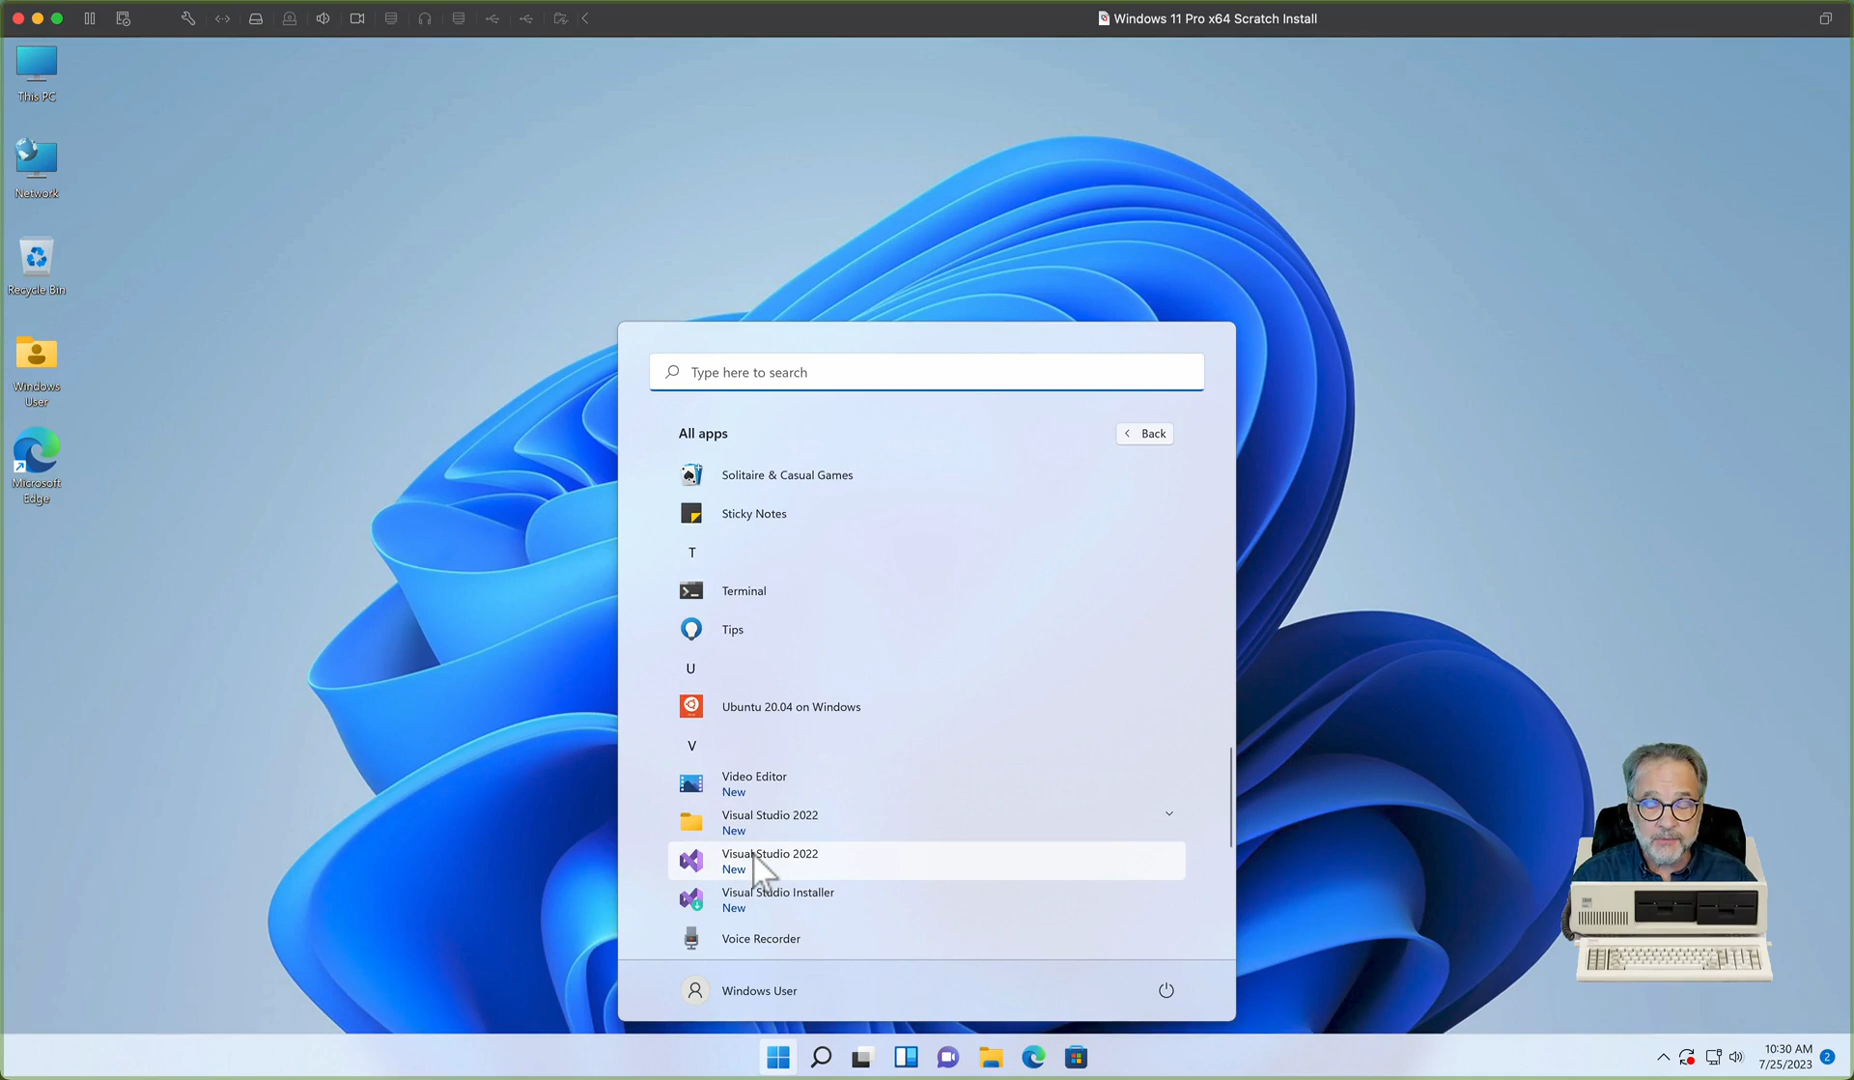 Windows 11 Pro x64 Scratch Install
This PC
Network
Recycle Bin
Windows
User
Microsoft
Edge
Type here to search
All apps
Back
Solitaire & Casual Games
Sticky Notes
T
Terminal
Tips
U
Ubuntu 20.04 on Windows
V
Video Editor
New
Visual Studio 2022
New
Visual Studio 2022
New
Visual Studio Installer
New
Voice Recorder
Windows User
10:30 AM
7/25/2023
2